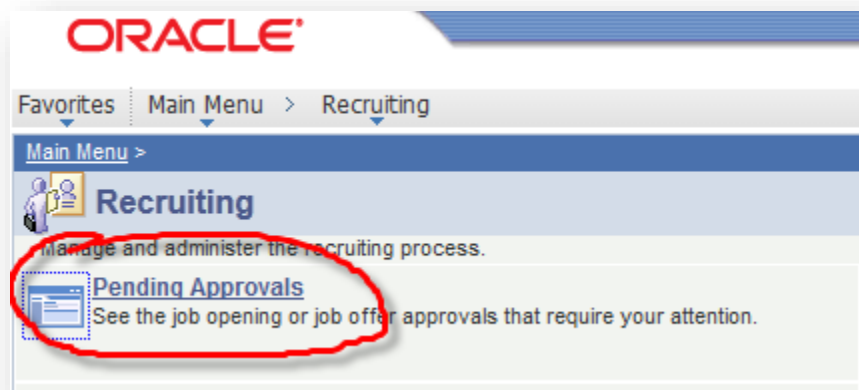 ORACLE
Favorites Main Menu > Recruiting
Main Menu >
Recruiting
Manage and administer the recruiting process.
Pending Approvals
See the job opening or job offer approvals that require your attention.